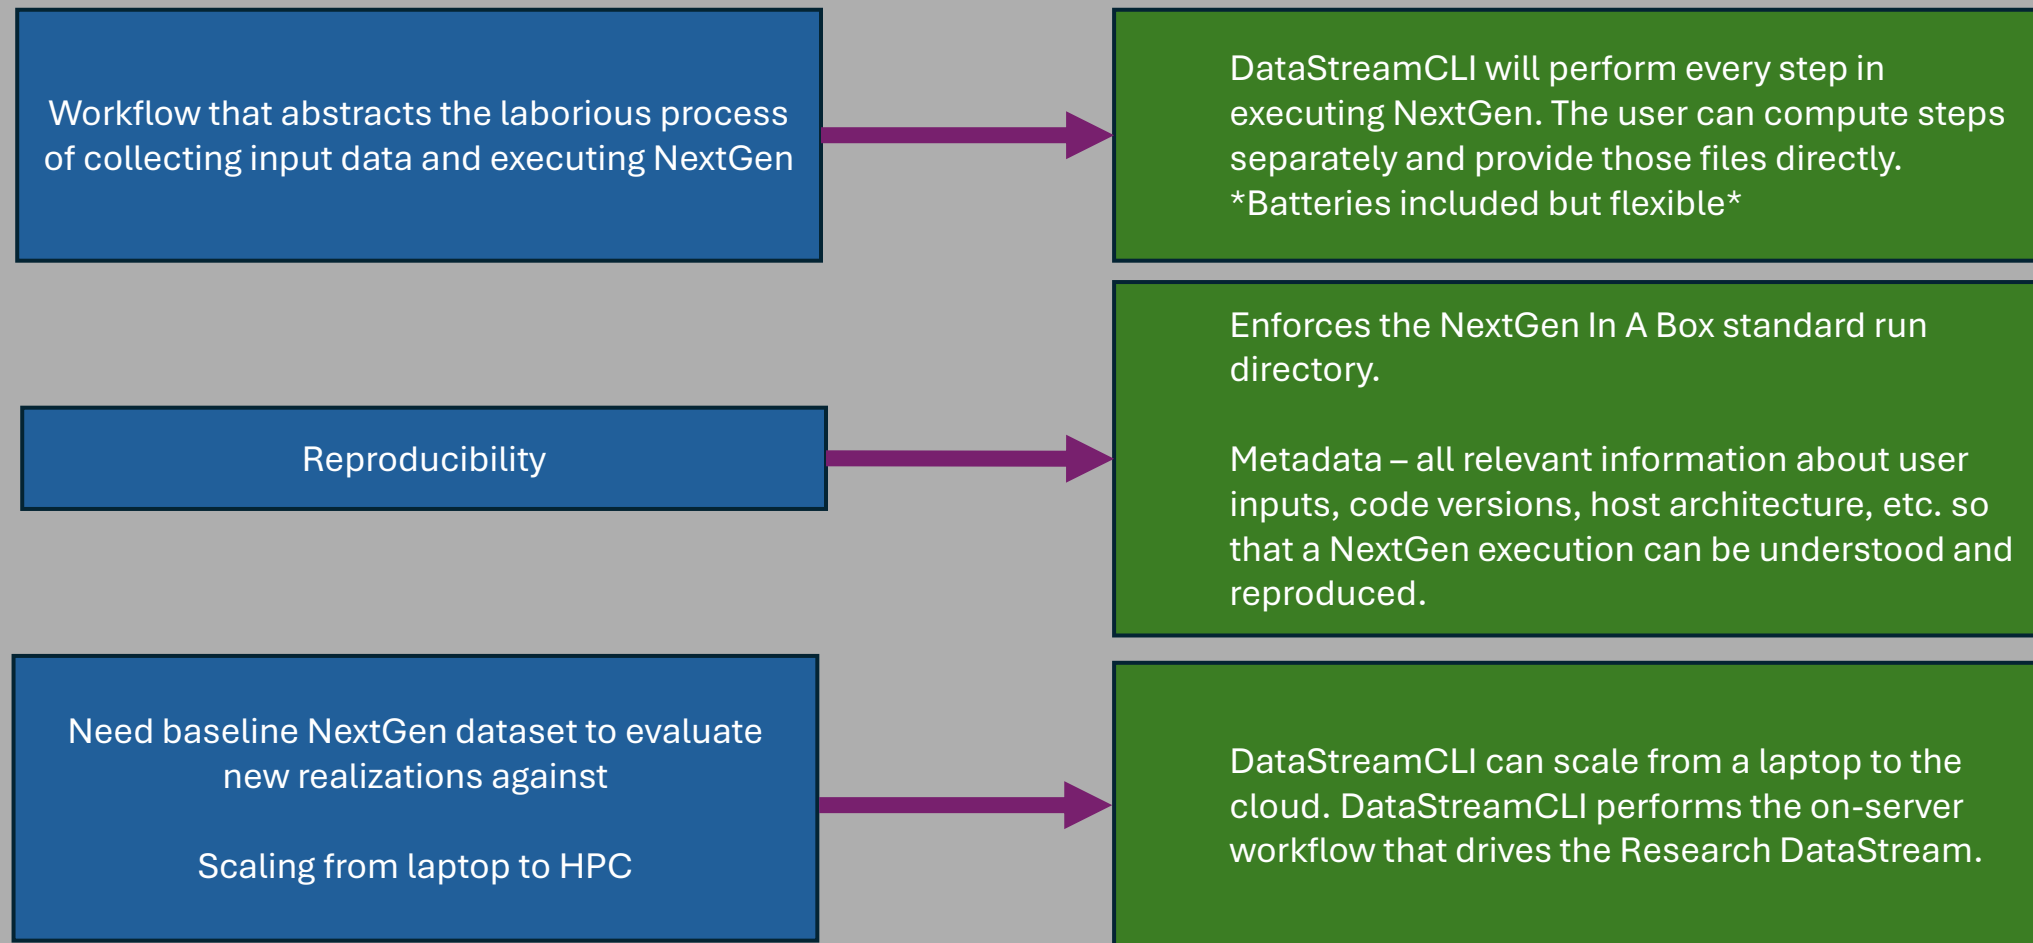 Workflow that abstracts the laborious process
of collecting input data and executing NextGen
DataStreamCLI will perform every step in
executing NextGen. The user can compute steps
separately and provide those files directly.
*Batteries included but flexible*
Reproducibility
Enforces the NextGen In A Box standard run
directory.
Metadata – all relevant information about user
inputs, code versions, host architecture, etc. so
that a NextGen execution can be understood and
reproduced.
Need baseline NextGen dataset to evaluate
new realizations against
Scaling from laptop to HPC
DataStreamCLI can scale from a laptop to the
cloud. DataStreamCLI performs the on-server
workflow that drives the Research DataStream.